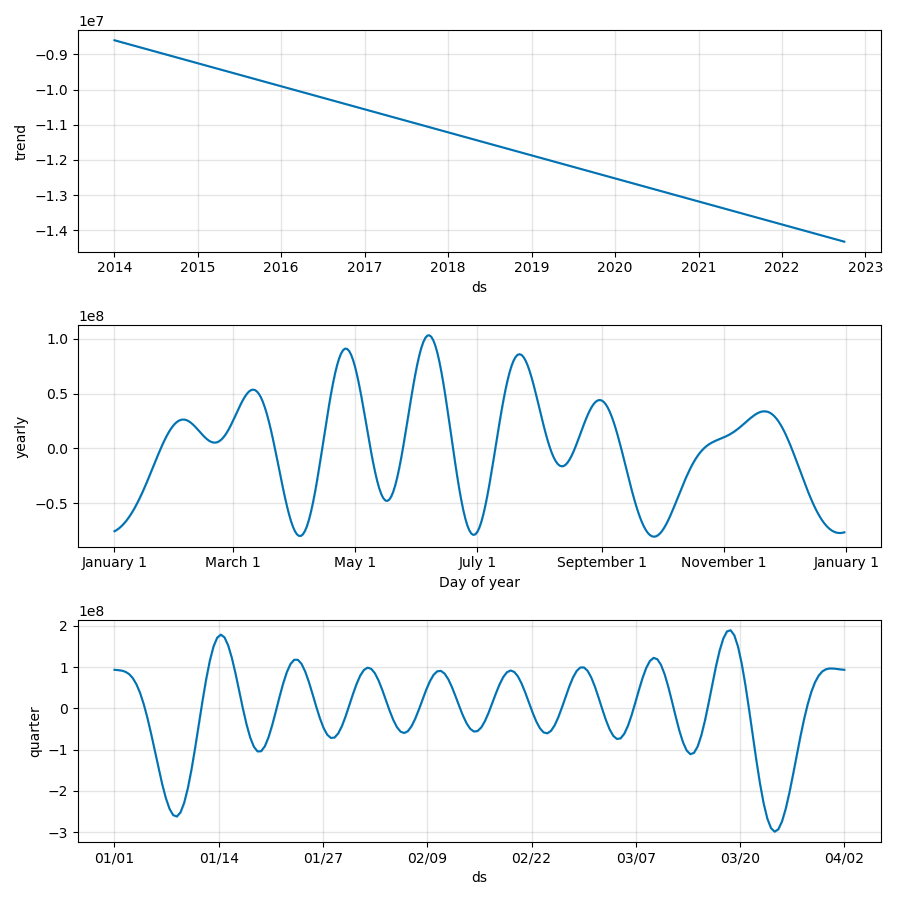 1e7
−0.9
−1.0
−1.1
−1.2
−1.3
−1.4
trend
2014 2015 2016 2017 2018 2019 2020 2021 2022 2023
ds
1e8
1.0
0.5
0.0
−0.5
yearly
January 1 March 1 May 1 July 1 September 1 November 1 January 1
Day of year
1e8
2
1
0
−1
−2
−3
quarter
01/01 01/14 01/27 02/09 02/22 03/07 03/20 04/02
ds